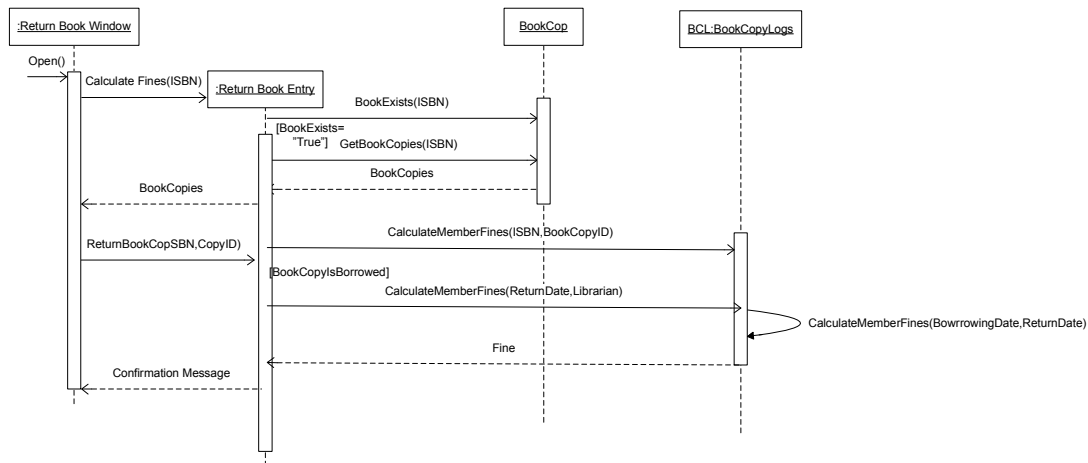 :Return Book Window
BookCop
BCL:BookCopyLogs
Open()
Calculate Fines(ISBN)
:Return Book Entry
BookExists(ISBN)
[BookExists=
"True"]
GetBookCopies(ISBN)
BookCopies
BookCopies
CalculateMemberFines(ISBN,BookCopyID)
ReturnBookCopSBN,CopyID)
[BookCopyIsBorrowed]
CalculateMemberFines(ReturnDate,Librarian)
CalculateMemberFines(BowrrowingDate,ReturnDate)
Fine
Confirmation Message